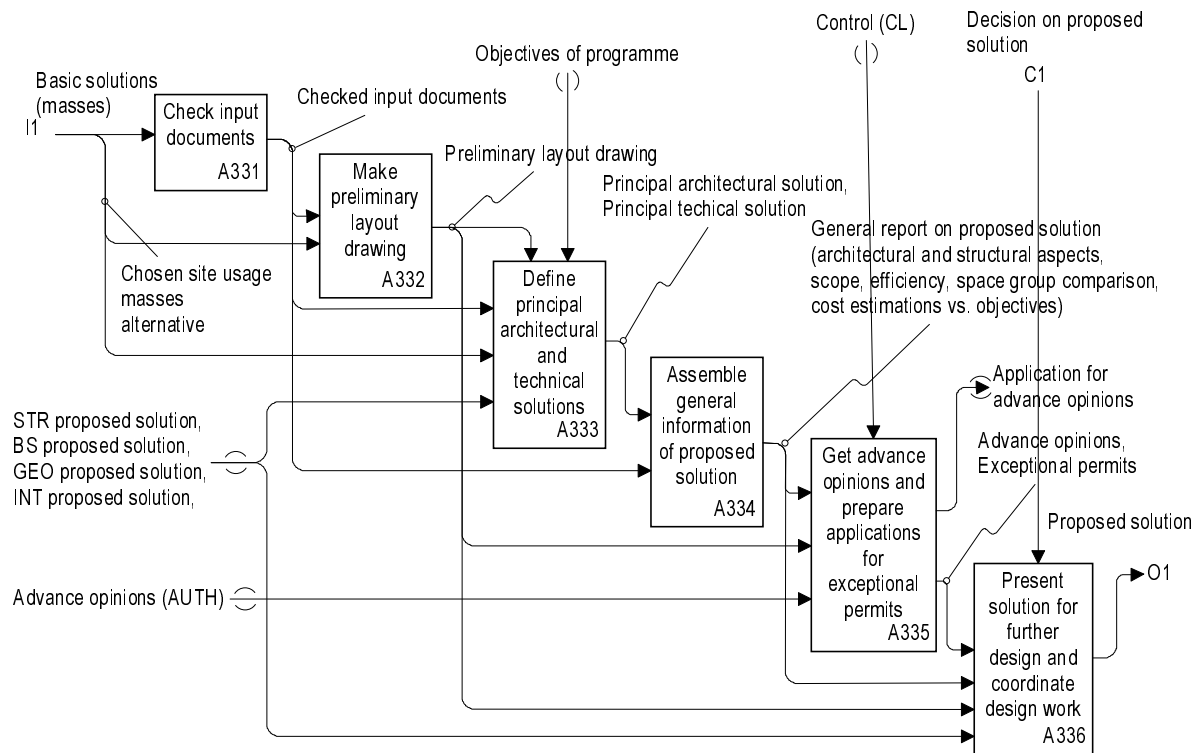 Control (CL)
Decision on proposed
solution
C1
Objectives of programme
Basic solutions
(masses)
I1
Check input
documents
A331
Checked input documents
Preliminary layout drawing
Make
preliminary
layout
drawing
A332
Principal architectural solution,
Principal techical solution
General report on proposed solution
(architectural and structural aspects,
scope, efficiency, space group comparison,
cost estimations vs. objectives)
Chosen site usage
masses
alternative
Define
principal
architectural
and
technical
solutions
A333
Assemble
general
information
of proposed
solution
A334
Application for
advance opinions
STR proposed solution,
BS proposed solution,
GEO proposed solution,
INT proposed solution,
Get advance
opinions and
prepare
applications
for
exceptional
permits
A335
Advance opinions,
Exceptional permits
Proposed solution
O1
Advance opinions (AUTH)
Present
solution for
further
design and
coordinate
design work
A336